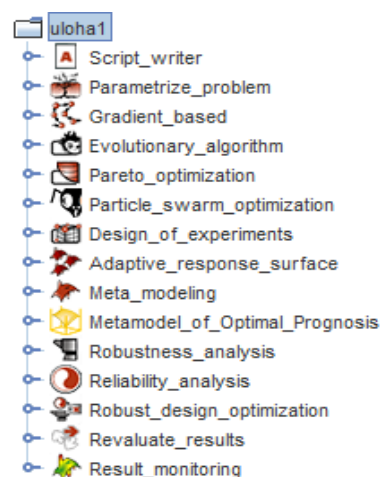 uloha1
Script_writer
Parametrize_problem
Gradient_based
Evolutionary_algorithm
Pareto_optimization
Particle_swarm_optimization
Design_of_experiments
Adaptive_response_surface
Meta_modeling
Metamodel_of_Optimal_Prognosis
Robustness_analysis
Reliability_analysis
Robust_design_optimization
Revaluate_results
Result_monitoring